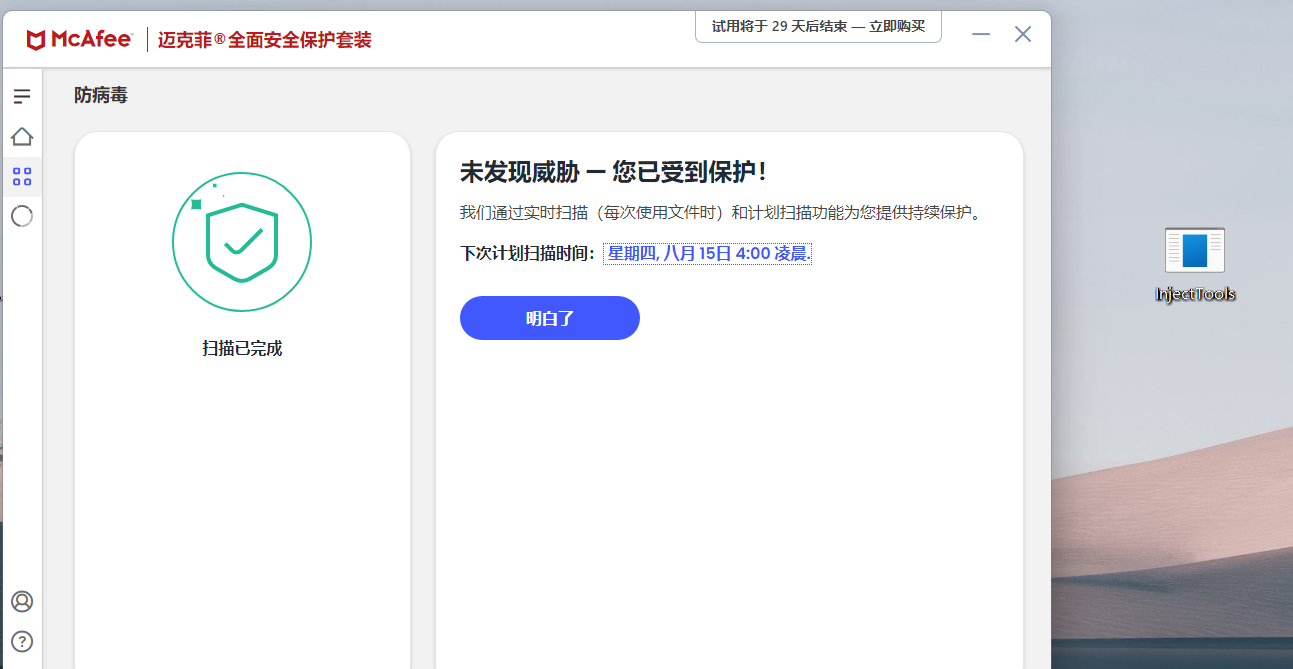 McAfee 迈克菲®全面安全保护套装
试用将于 29 天后结束 — 立即购买
防病毒
扫描已完成
未发现威胁 — 您已受到保护！
我们通过实时扫描（每次使用文件时）和计划扫描功能为您提供持续保护。
下次计划扫描时间： 星期四, 八月 15日 4:00 凌晨.
明白了
InjectTools